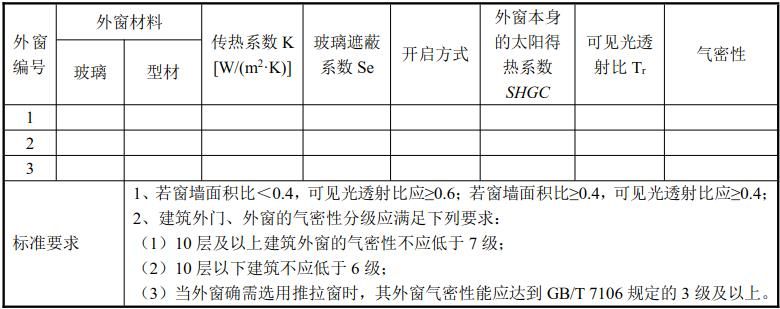 外窗编号
外窗材料
玻璃
型材
传热系数 K
[W/(m²·K)]
玻璃遮蔽
系数 Se
开启方式
外窗本身
的太阳得
热系数
SHGC
可见光透
射比 Tr
气密性
1
2
3
标准要求
1、若窗墙面积比＜0.4，可见光透射比应≥0.6；若窗墙面积比≥0.4，可见光透射比应≥0.4；
2、建筑外门、外窗的气密性分级应满足下列要求：
（1）10 层及以上建筑外窗的气密性不应低于 7 级；
（2）10 层以下建筑不应低于 6 级；
（3）当外窗确需选用推拉窗时，其外窗气密性能应达到 GB/T 7106 规定的 3 级及以上。